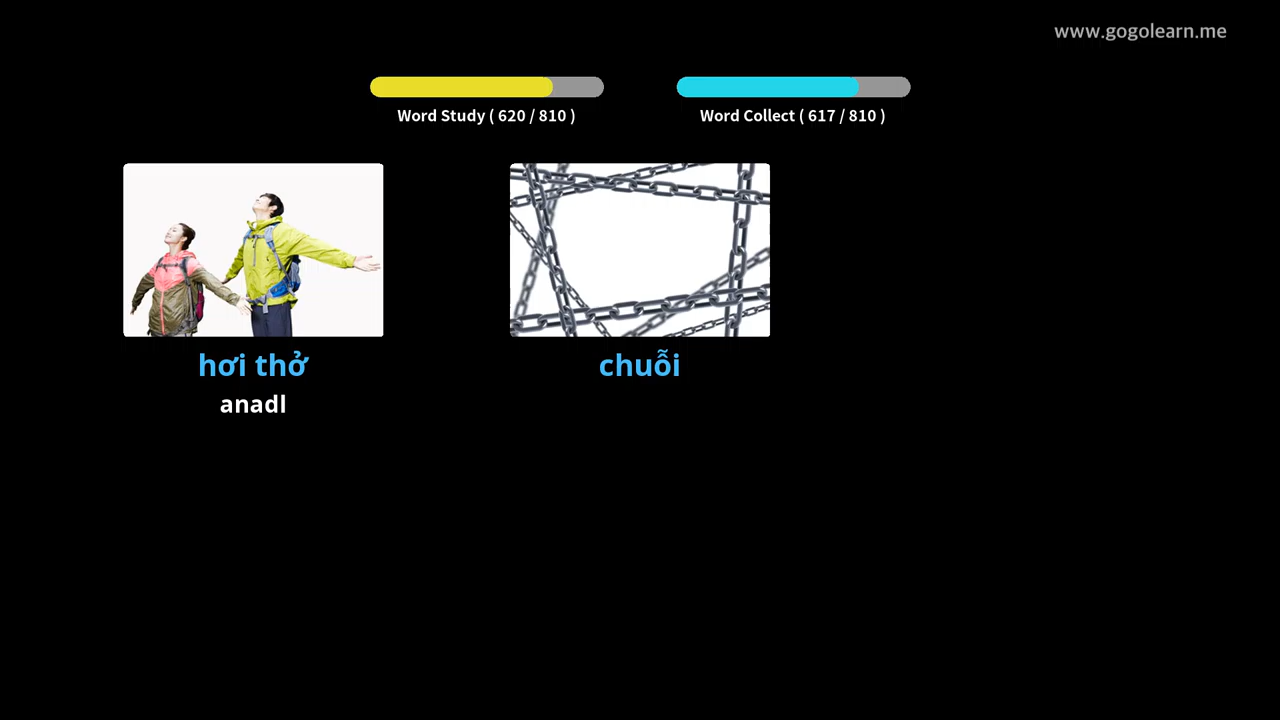 www.gogolearn.me
Word Study ( 620 / 810 )
Word Collect ( 617 / 810 )
hơi thở
anadl
chuỗi